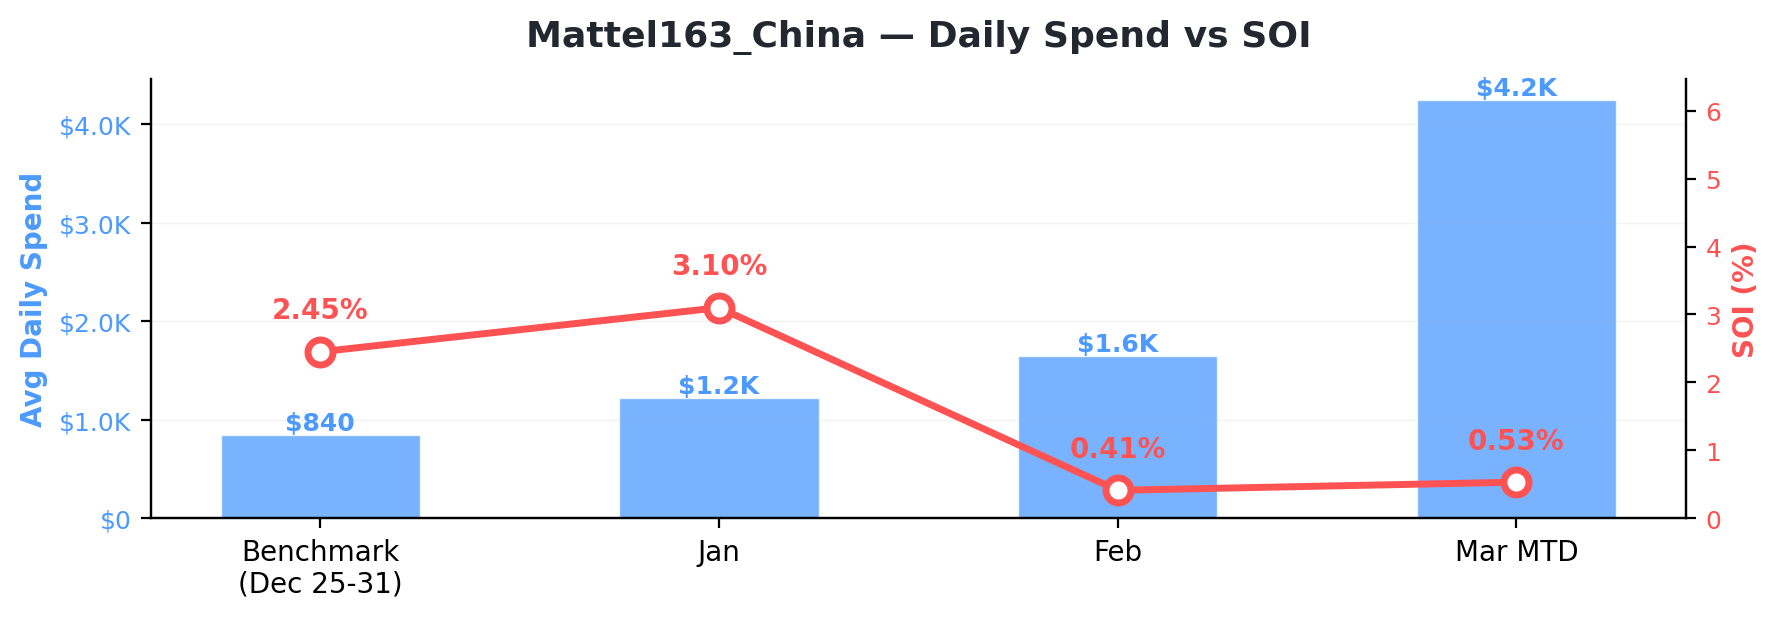 Mattel163_China — Daily Spend vs SOI
Avg Daily Spend
$4.0K
$3.0K
$2.0K
$1.0K
$0
$840
$1.2K
$1.6K
$4.2K
2.45%
3.10%
0.41%
0.53%
6
5
4
3
2
1
0
SOI (%)
Benchmark
(Dec 25-31)
Jan
Feb
Mar MTD